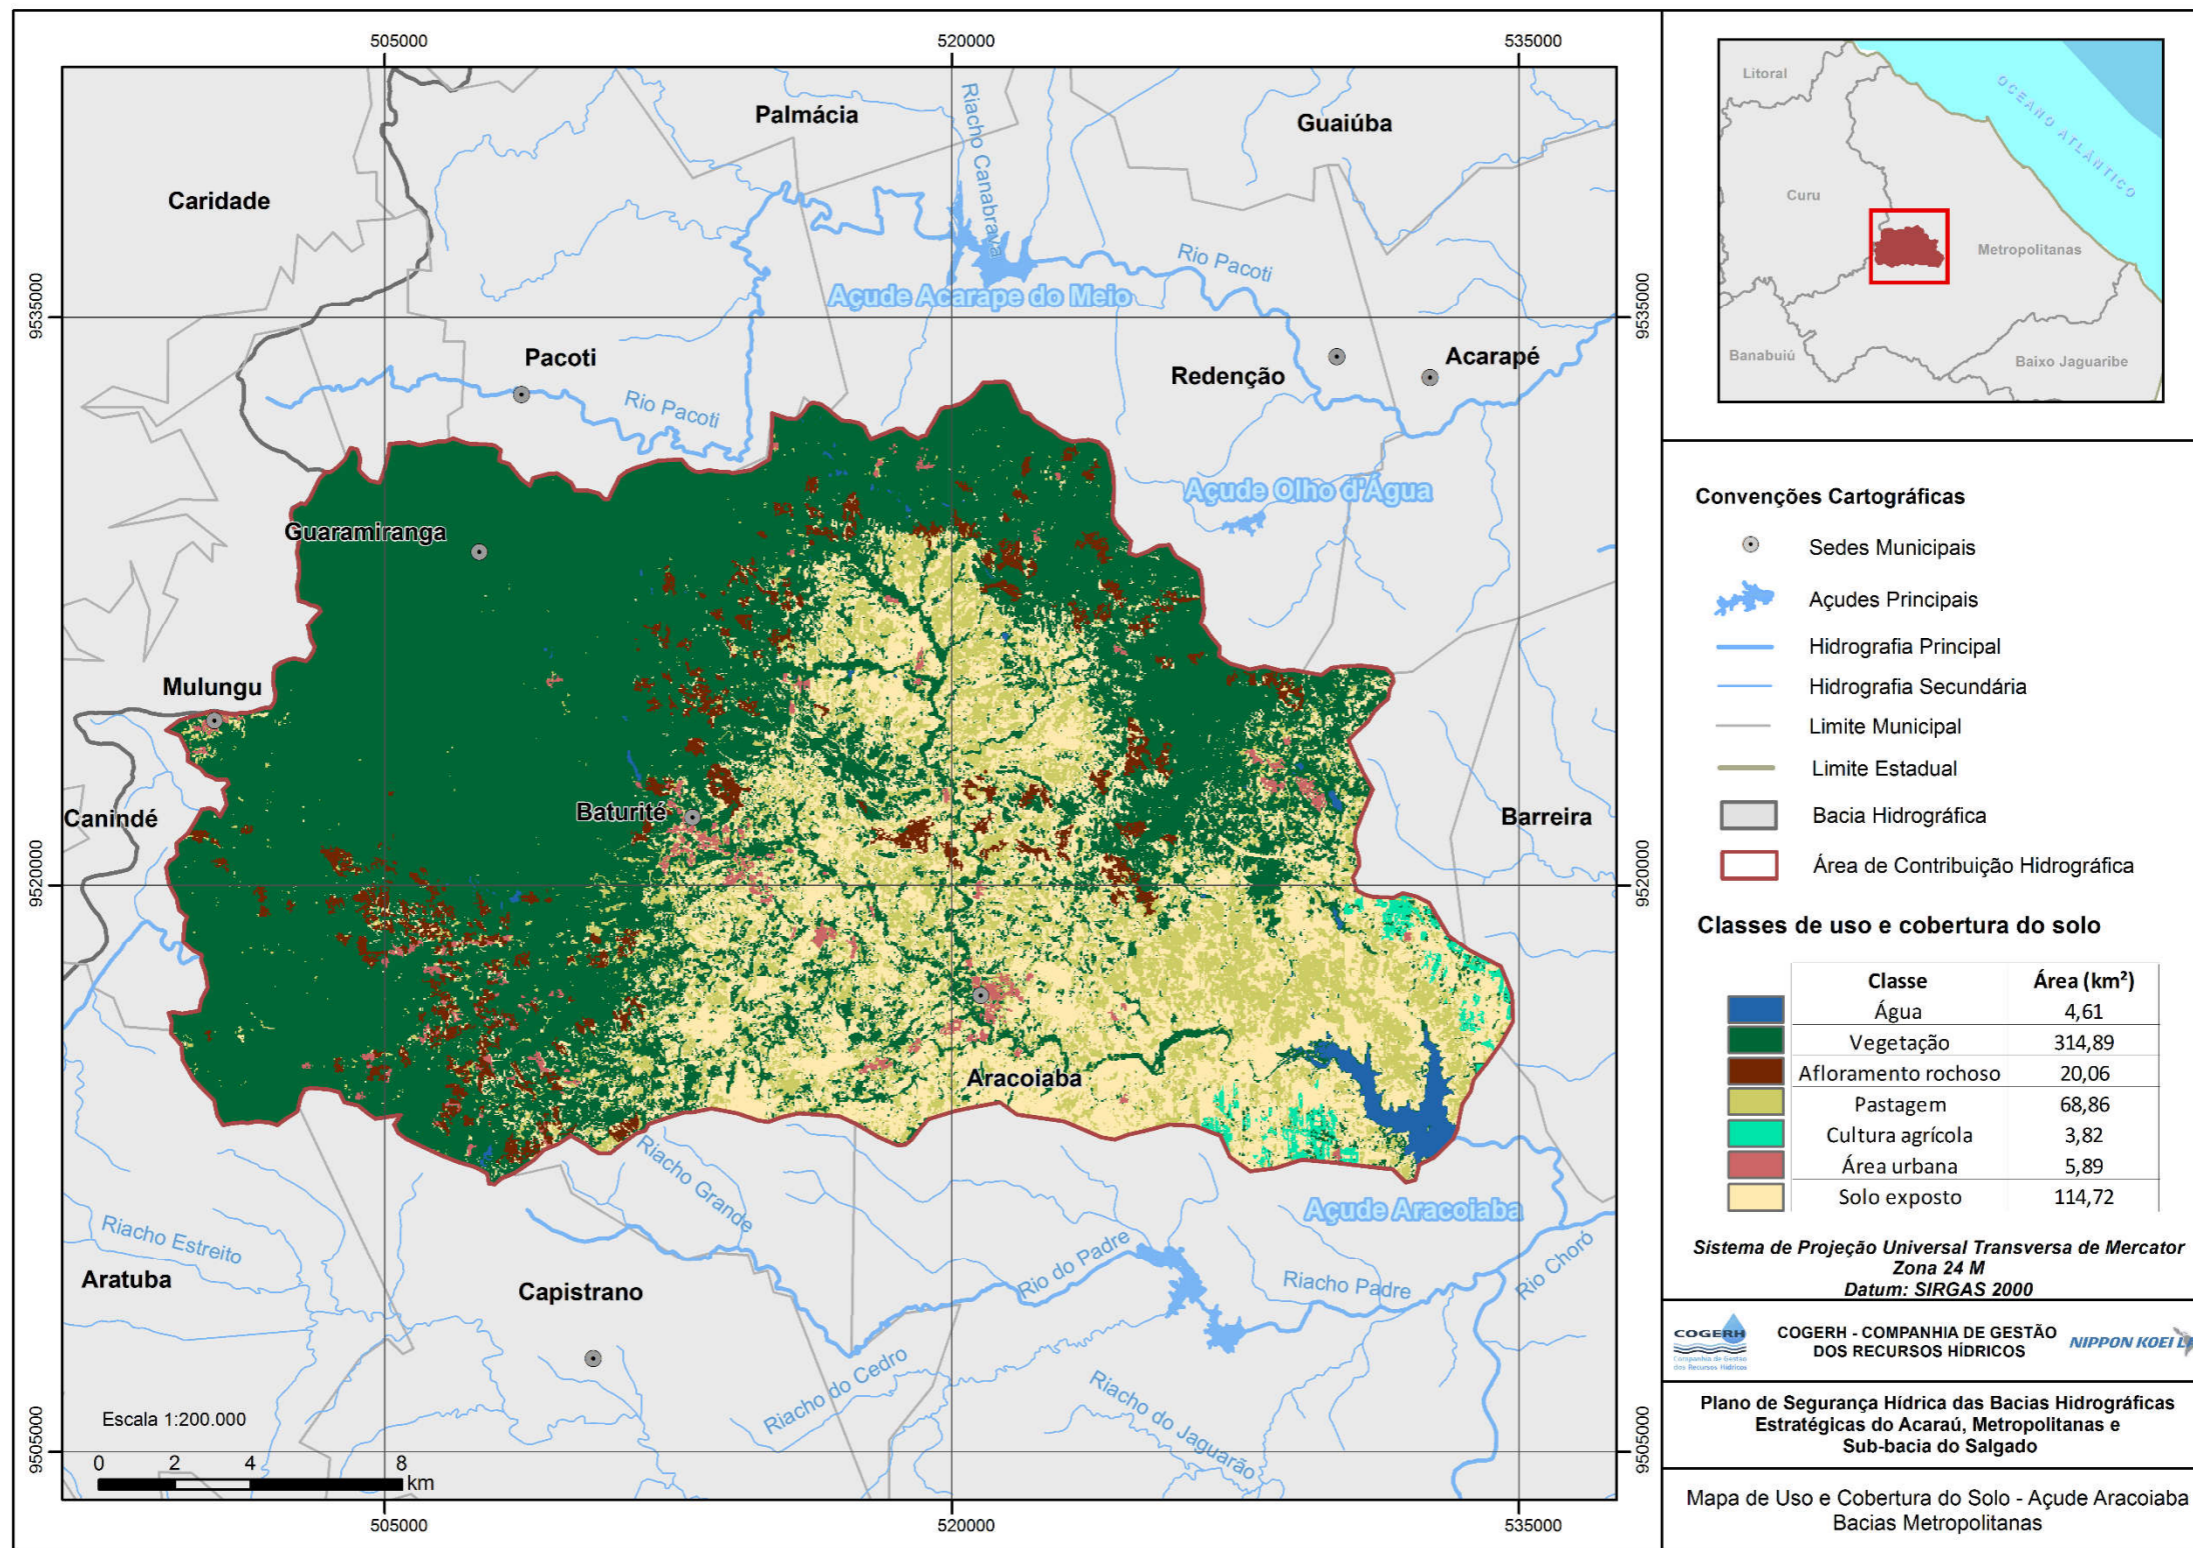 505000
520000
535000
Palmácia
Guaiúba
Caridade
Riacho Canabrava
Rio Pacoti
Açude Acarape do Meio
9535000
9535000
Pacoti
Redenção
Acarapé
Rio Pacoti
Açude Olho d'Água
Guaramiranga
Mulungu
Canindé
Baturité
Barreira
9520000
9520000
Aracoiaba
Riacho Grande
Açude Aracoiaba
Riacho Estreito
Rio do Padre
Riacho Padre
Rio Choró
Aratuba
Capistrano
Riacho do Cedro
Riacho do Jaguarão
Escala 1:200.000
0 2 4 8
km
9505000
9505000
505000
520000
535000
Litoral
OCEANO ATLÂNTICO
Curu
Metropolitanas
Banabuiú
Baixo Jaguaribe
Convenções Cartográficas
Sedes Municipais
Açudes Principais
Hidrografia Principal
Hidrografia Secundária
Limite Municipal
Limite Estadual
Bacia Hidrográfica
Área de Contribuição Hidrográfica
Classes de uso e cobertura do solo
Classe Área (km²)
Água 4,61
Vegetação 314,89
Afloramento rochoso 20,06
Pastagem 68,86
Cultura agrícola 3,82
Área urbana 5,89
Solo exposto 114,72
Sistema de Projeção Universal Transversa de Mercator
Zona 24 M
Datum: SIRGAS 2000
COGERH
Companhia de Gestão
dos Recursos Hídricos
COGERH - COMPANHIA DE GESTÃO
DOS RECURSOS HÍDRICOS
NIPPON KOEI
Plano de Segurança Hídrica das Bacias Hidrográficas
Estratégicas do Acaraú, Metropolitanas e
Sub-bacia do Salgado
Mapa de Uso e Cobertura do Solo - Açude Aracoiaba
Bacias Metropolitanas